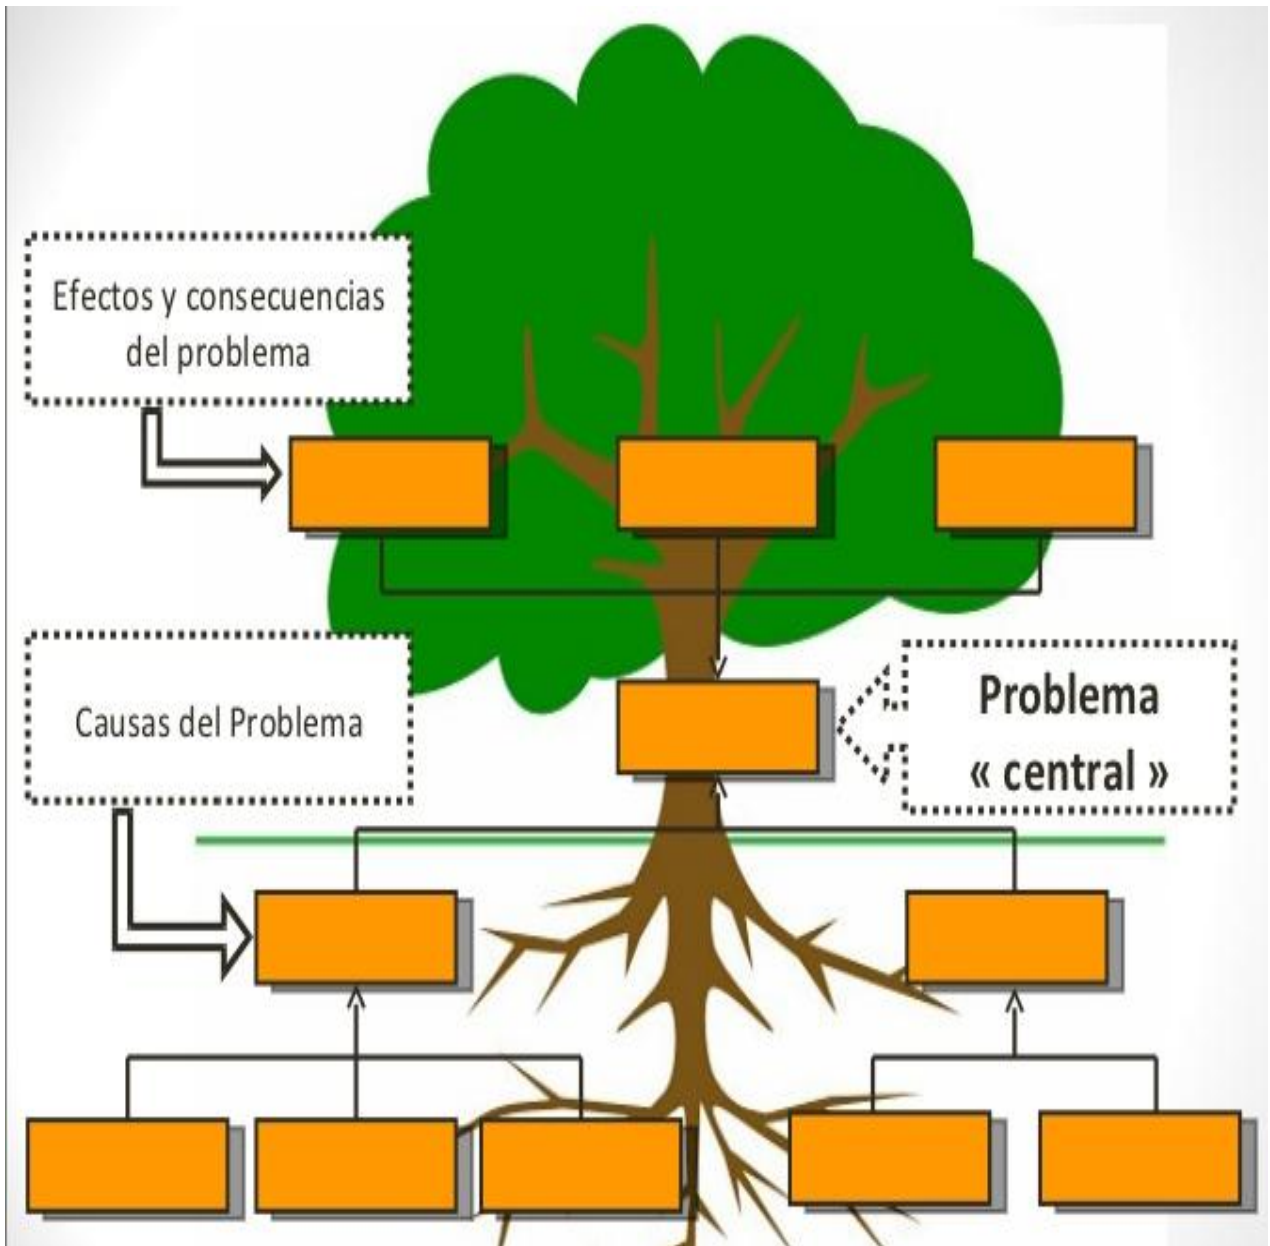 Efectos y consecuencias
del problema
Causas del Problema
Problema
« central »